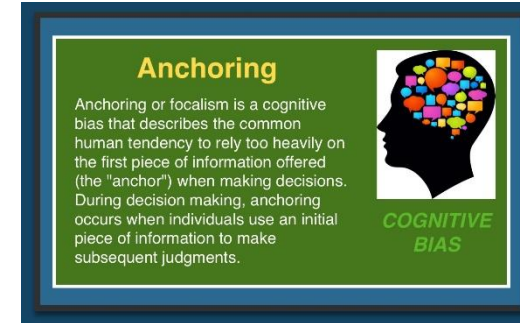 Anchoring
Anchoring or focalism is a cognitive
bias that describes the common
human tendency to rely too heavily on
the first piece of information offered
(the "anchor") when making decisions.
During decision making, anchoring
occurs when individuals use an initial
piece of information to make
subsequent judgments.
COGNITIVE
BIAS